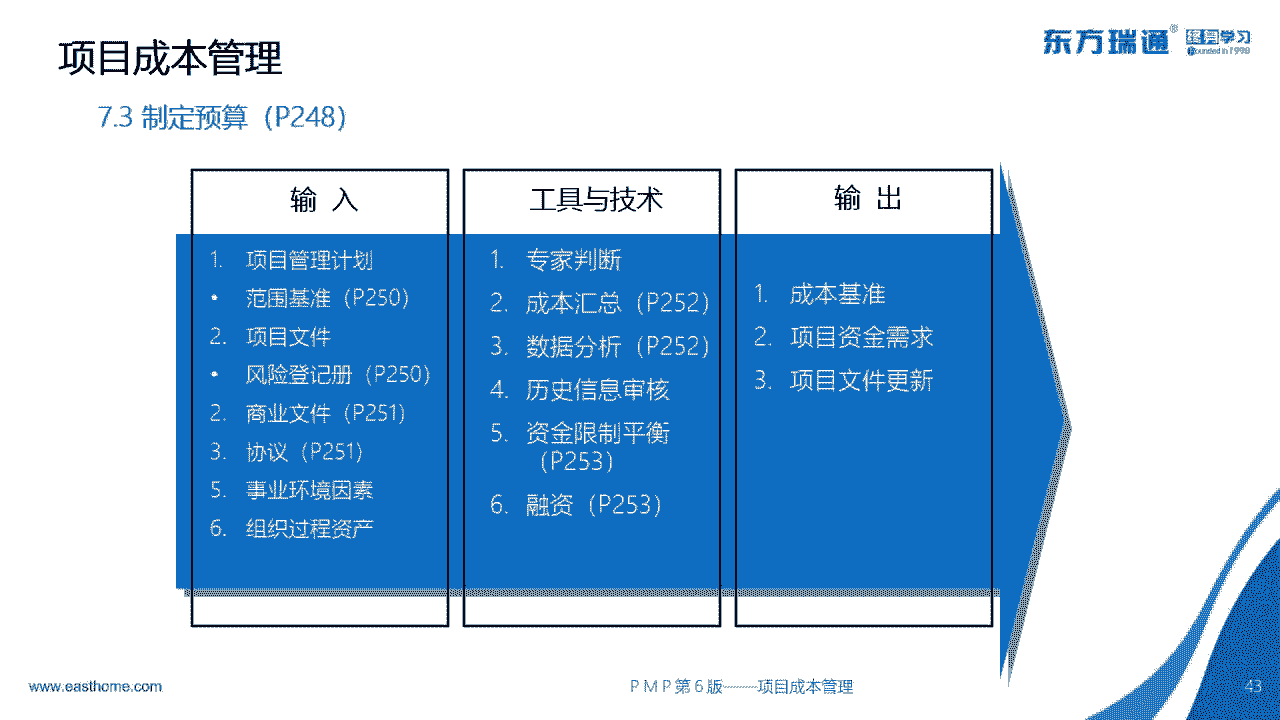 项目成本管理
东方瑞通®
终身学习
Founded in 1998
7.3 制定预算（P248）
输 入
1. 项目管理计划
• 范围基准（P250）
2. 项目文件
• 风险登记册（P250）
2. 商业文件（P251）
3. 协议（P251）
5. 事业环境因素
6. 组织过程资产
工具与技术
1. 专家判断
2. 成本汇总（P252）
3. 数据分析（P252）
4. 历史信息审核
5. 资金限制平衡
（P253）
6. 融资（P253）
输 出
1. 成本基准
2. 项目资金需求
3. 项目文件更新
www.easthome.com
PMP第6版——项目成本管理
43